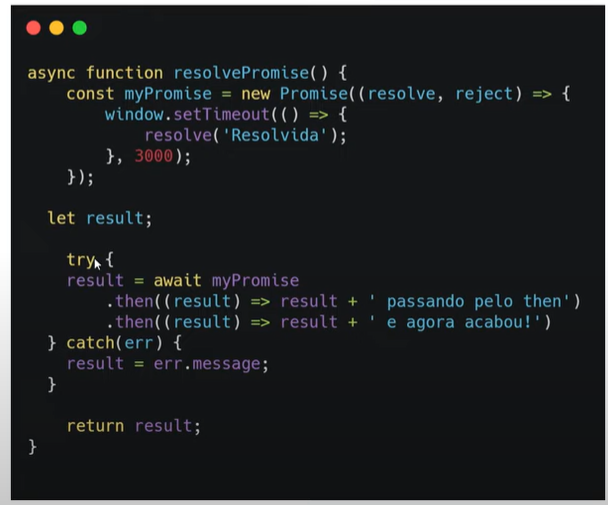 async function resolvePromise() {
    const myPromise = new Promise((resolve, reject) => {
        window.setTimeout(() => {
            resolve('Resolvida');
        }, 3000);
    });

  let result;

    try {
    result = await myPromise
        .then((result) => result + ' passando pelo then')
        .then((result) => result + ' e agora acabou!')
  } catch(err) {
    result = err.message;
  }

    return result;
}